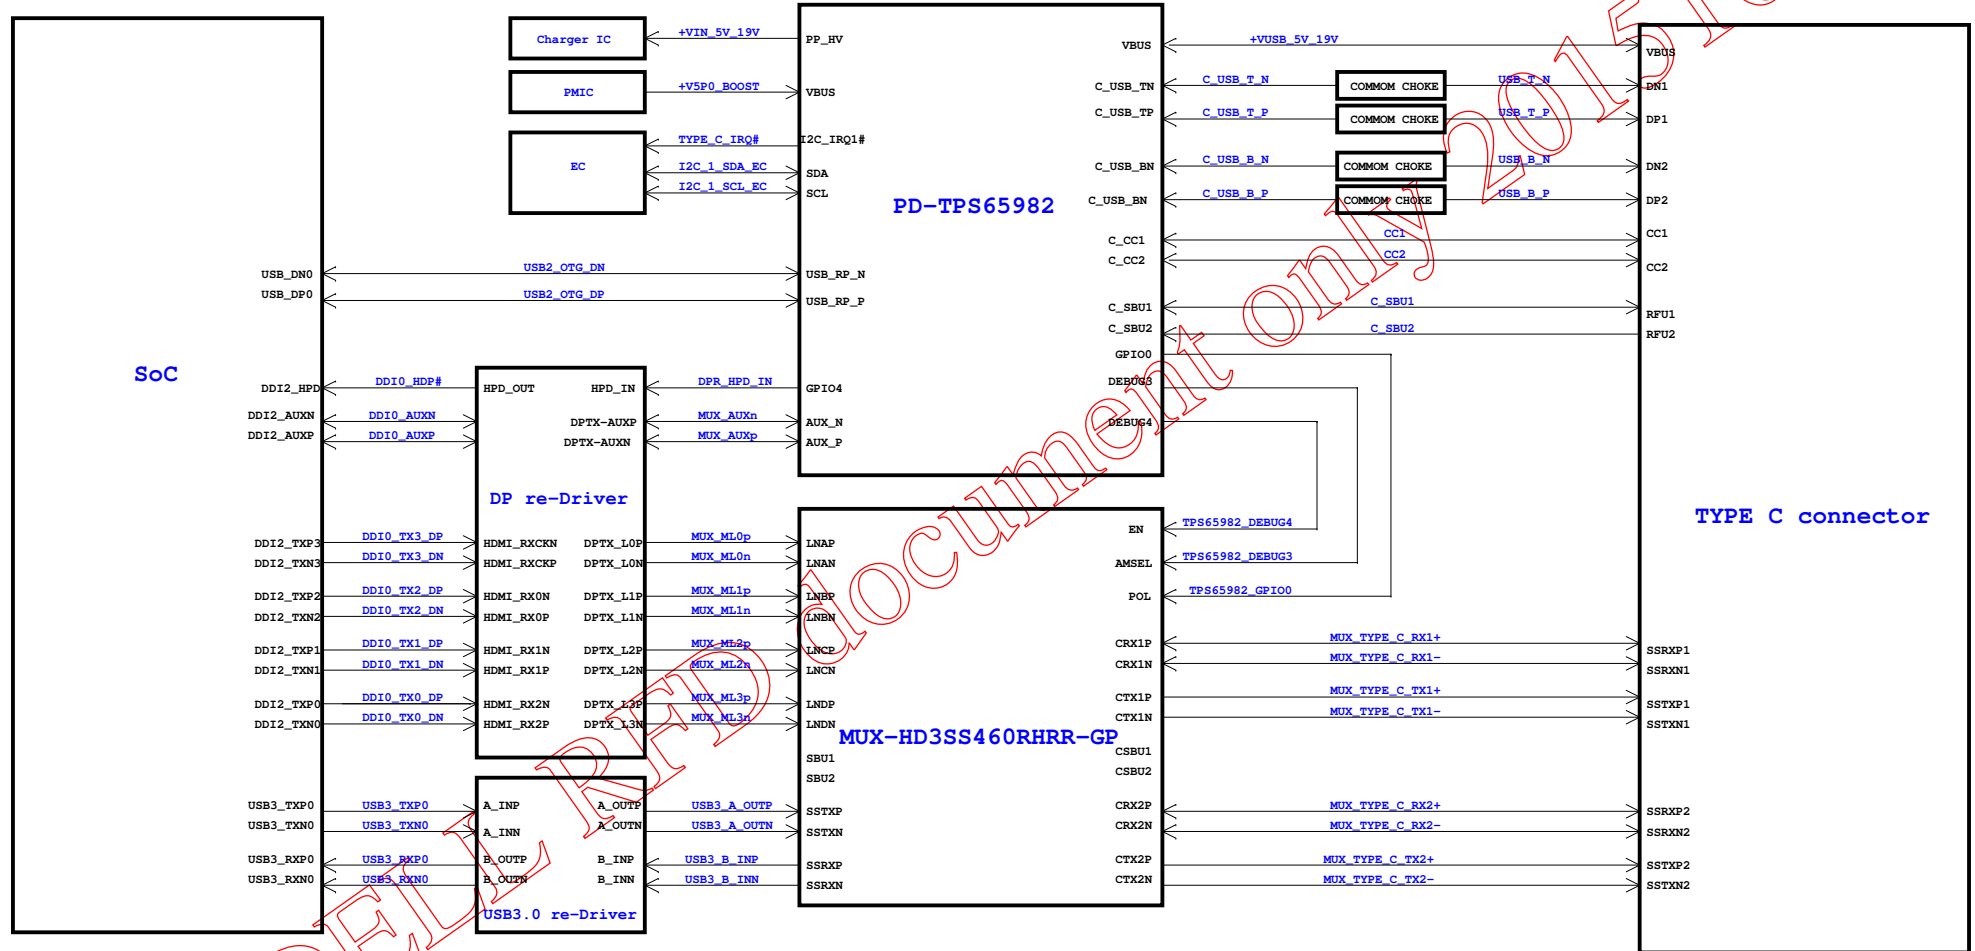 SoC
USB_DN0
USB_DP0
DDI2_HPD
DDI2_AUXN
DDI2_AUXP
DDI2_TXP3
DDI2_TXN3
DDI2_TXP2
DDI2_TXN2
DDI2_TXP1
DDI2_TXN1
DDI2_TXP0
DDI2_TXN0
USB3_TXP0
USB3_TXN0
USB3_RXP0
USB3_RXN0
Charger IC
PMIC
EC
+VIN_5V_19V
+V5P0_BOOST
TYPE_C_IRQ#
I2C_1_SDA_EC
I2C_1_SCL_EC
USB2_OTG_DN
USB2_OTG_DP
DDI0_HDP#
DDI0_AUXN
DDI0_AUXP
DDI0_TX3_DP
DDI0_TX3_DN
DDI0_TX2_DP
DDI0_TX2_DN
DDI0_TX1_DP
DDI0_TX1_DN
DDI0_TX0_DP
DDI0_TX0_DN
USB3_TXP0
USB3_TXN0
USB3_RXP0
USB3_RXN0
HPD_OUT
HPD_IN
DPTX-AUXP
DPTX-AUXN
DP re-Driver
HDMI_RXCKN
DPTX_L0P
HDMI_RXCKP
DPTX_L0N
HDMI_RX0N
DPTX_L1P
HDMI_RX0P
DPTX_L1N
HDMI_RX1N
DPTX_L2P
HDMI_RX1P
DPTX_L2N
HDMI_RX2N
DPTX_L3P
HDMI_RX2P
DPTX_L3N
A_INP
A_OUTP
A_INN
A_OUTN
B_OUTP
B_INP
B_OUTN
B_INN
USB3.0 re-Driver
DPR_HPD_IN
MUX_AUXn
MUX_AUXp
MUX_ML0p
MUX_ML0n
MUX_ML1p
MUX_ML1n
MUX_ML2p
MUX_ML2n
MUX_ML3p
MUX_ML3n
USB3_A_OUTP
USB3_A_OUTN
USB3_B_INP
USB3_B_INN
PP_HV
VBUS
I2C_IRQ1#
SDA
SCL
USB_RP_N
USB_RP_P
GPIO4
AUX_N
AUX_P
PD-TPS65982
VBUS
C_USB_TN
C_USB_TP
C_USB_BN
C_USB_BN
C_CC1
C_CC2
C_SBU1
C_SBU2
GPIO0
DEBUG3
DEBUG4
LNAP
LNAN
LNBP
LNBN
LNCP
LNCN
LNDP
LNDN
SBU1
SBU2
SSTXP
SSTXN
SSRXP
SSRXN
MUX-HD3SS460RHRR-GP
EN
AMSEL
POL
CRX1P
CRX1N
CTX1P
CTX1N
CSBU1
CSBU2
CRX2P
CRX2N
CTX2P
CTX2N
+VUSB_5V_19V
C_USB_T_N
COMMOM CHOKE
USB_T_N
C_USB_T_P
COMMOM CHOKE
USB_T_P
C_USB_B_N
COMMOM CHOKE
USB_B_N
C_USB_B_P
COMMOM CHOKE
USB_B_P
CC1
CC2
C_SBU1
C_SBU2
TPS65982_DEBUG4
TPS65982_DEBUG3
TPS65982_GPIO0
MUX_TYPE_C_RX1+
MUX_TYPE_C_RX1-
MUX_TYPE_C_TX1+
MUX_TYPE_C_TX1-
MUX_TYPE_C_RX2+
MUX_TYPE_C_RX2-
MUX_TYPE_C_TX2+
MUX_TYPE_C_TX2-
VBUS
DN1
DP1
DN2
DP2
CC1
CC2
RFU1
RFU2
TYPE C connector
SSRXP1
SSRXN1
SSTXP1
SSTXN1
SSRXP2
SSRXN2
SSTXP2
SSTXN2
DELL RFD document only